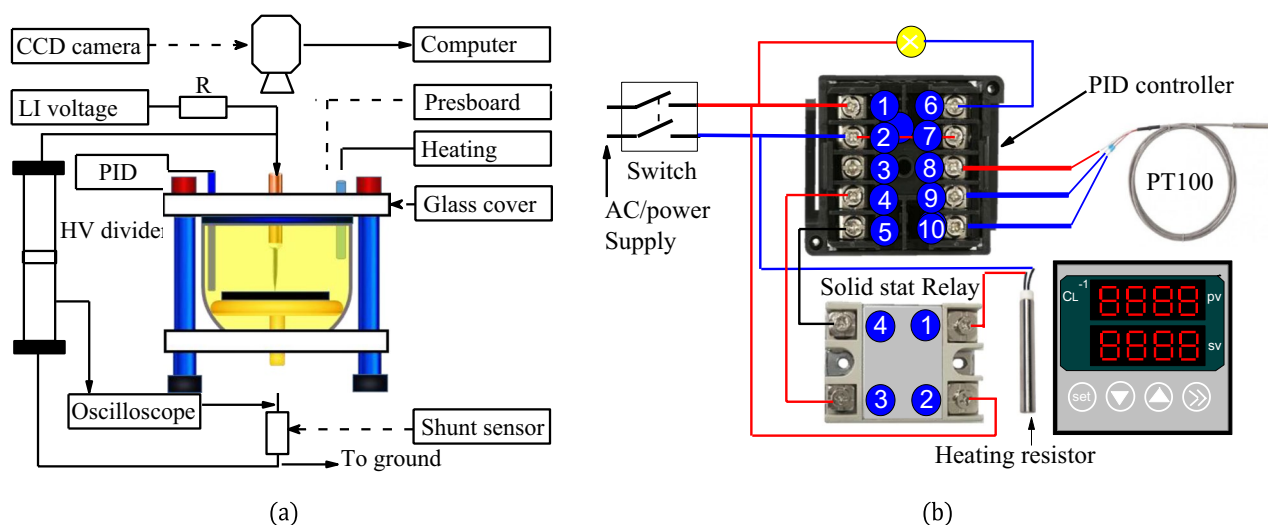 CCD camera
Computer
R
LI voltage
Presboard
Heating
PID
Glass cover
HV divider
Oscilloscope
Shunt sensor
To ground
(a)
Switch
AC/power
Supply
PID controller
1
6
2
7
3
8
4
9
5
10
PT100
Solid stat Relay
4
1
3
2
Heating resistor
CL-1
8888
pv
8888
sv
set
(b)